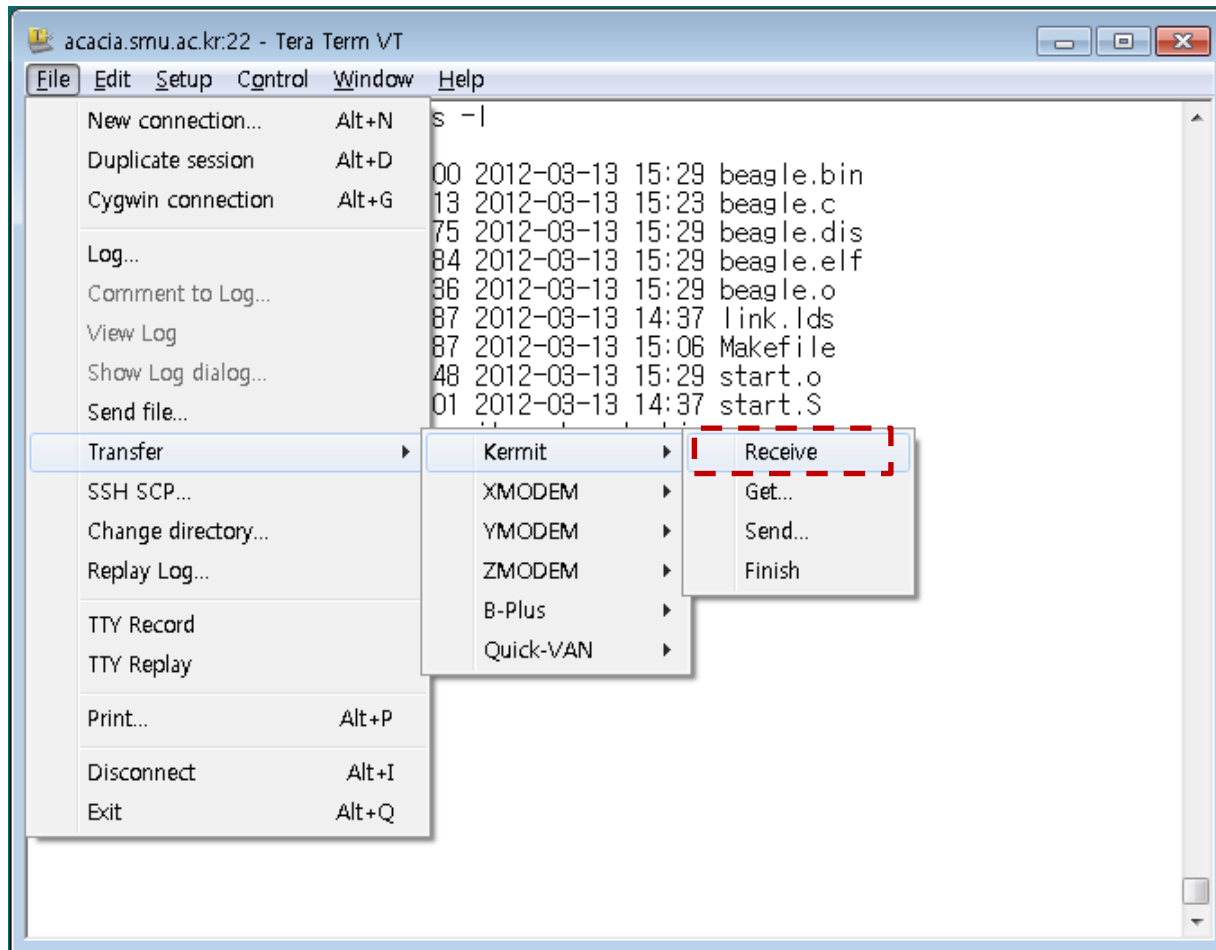 acacia.smu.ac.kr:22 - Tera Term VT
File Edit Setup Control Window Help
New connection... Alt+N
Duplicate session Alt+D
Cygwin connection Alt+G
Log...
Comment to Log...
View Log
Show Log dialog...
Send file...
Transfer
SSH SCP...
Change directory...
Replay Log...
TTY Record
TTY Replay
Print... Alt+P
Disconnect Alt+I
Exit Alt+Q
s -l
00 2012-03-13 15:29 beagle.bin
13 2012-03-13 15:23 beagle.c
75 2012-03-13 15:29 beagle.dis
84 2012-03-13 15:29 beagle.elf
36 2012-03-13 15:29 beagle.o
87 2012-03-13 14:37 link.lds
87 2012-03-13 15:06 Makefile
48 2012-03-13 15:29 start.o
01 2012-03-13 14:37 start.S
Kermit
XMODEM
YMODEM
ZMODEM
B-Plus
Quick-VAN
Receive
Get...
Send...
Finish